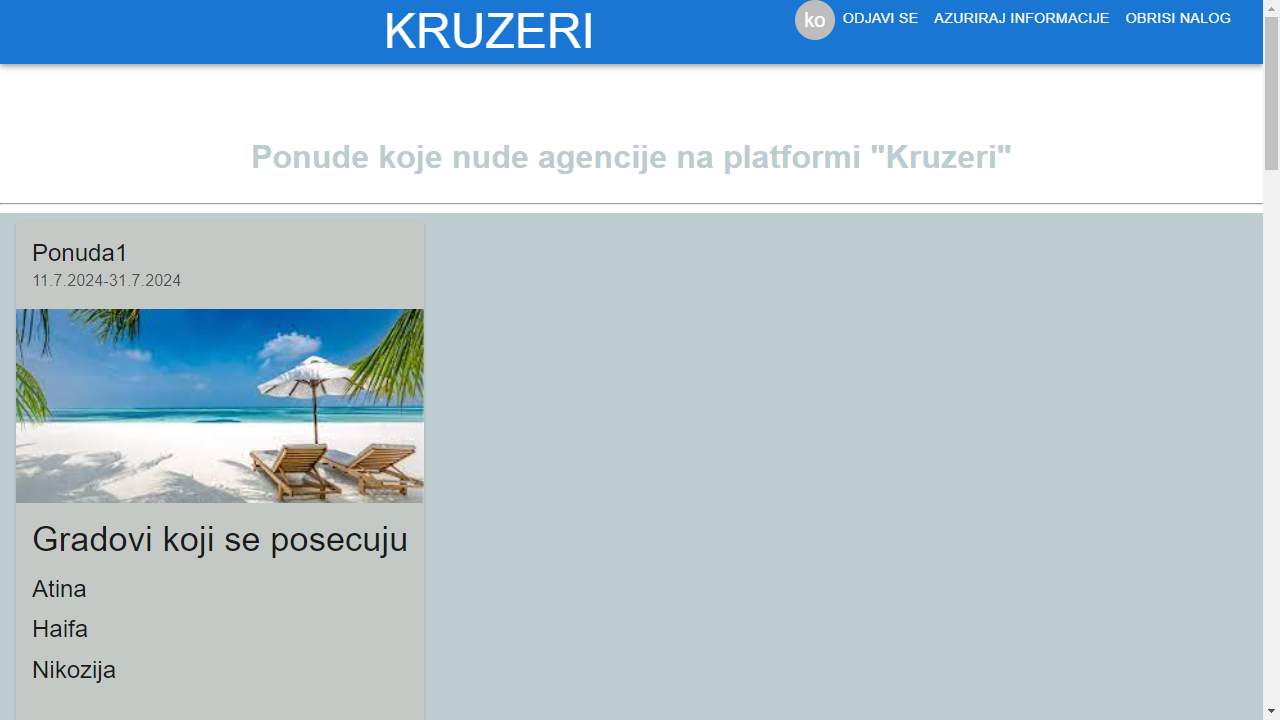 KRUZERI
ko ODJAVI SE AZURIRAJ INFORMACIJE OBRISI NALOG
Ponude koje nude agencije na platformi "Kruzeri"
Ponuda1
11.7.2024-31.7.2024
Gradovi koji se posecuju
Atina
Haifa
Nikozija